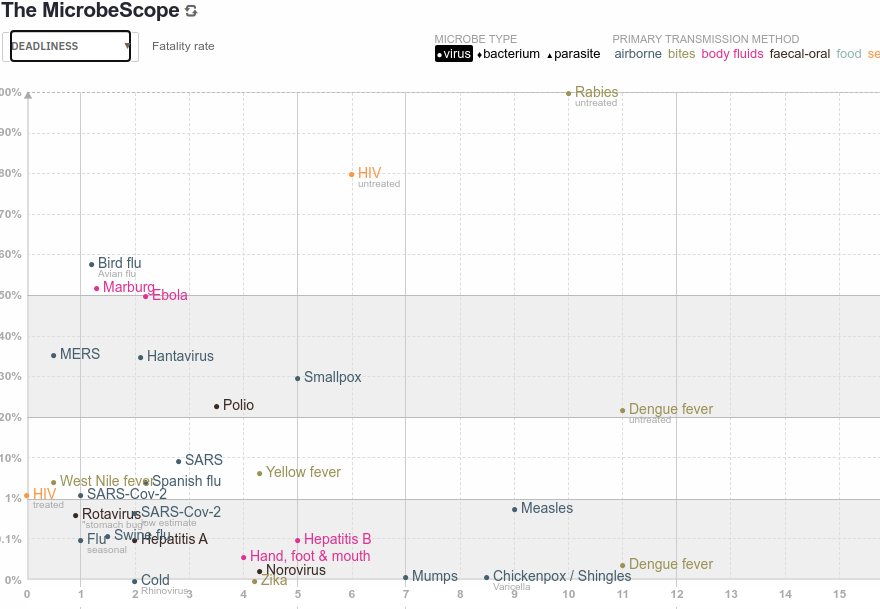 The MicrobeScope
DEADLINESS
Fatality rate
MICROBE TYPE
virus bacterium parasite
PRIMARY TRANSMISSION METHOD
airborne bites body fluids faecal-oral food se
00%
Rabies
untreated
90%
80%
HIV
untreated
70%
60%
Bird flu
Avian flu
Marburg
Ebola
50%
40%
MERS
Hantavirus
30%
Smallpox
Polio
Dengue fever
untreated
20%
10%
SARS
Yellow fever
West Nile fever
Spanish flu
HIV
treated
SARS-Cov-2
1%
Measles
Rotavirus
"stomach bug"
SARS-Cov-2
low estimate
Swine flu
Flu
seasonal
Hepatitis A
Hepatitis B
0.1%
Hand, foot & mouth
Norovirus
Dengue fever
Cold
Rhinovirus
Zika
Mumps
Chickenpox / Shingles
Varicella
0%
0 1 2 3 4 5 6 7 8 9 10 11 12 13 14 15